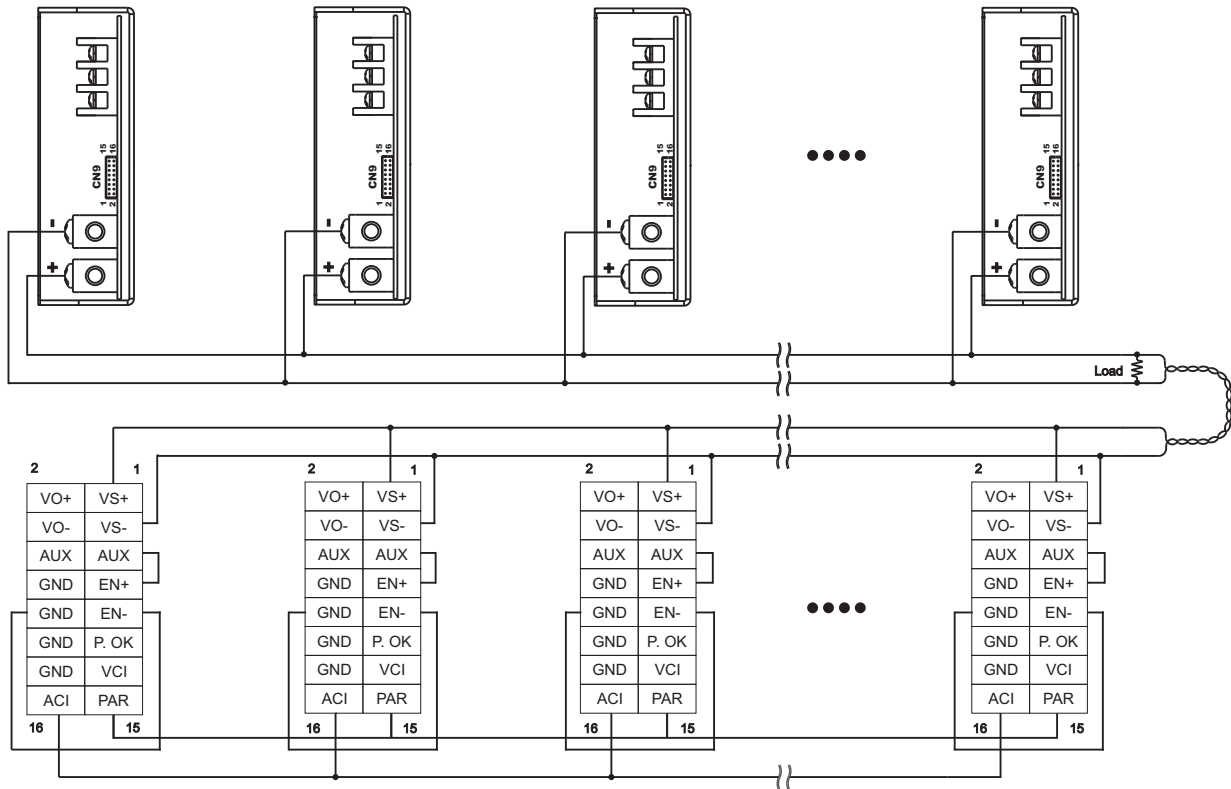 15 16
CN9
1 2
-
+
15 16
CN9
1 2
-
+
15 16
CN9
1 2
-
+
15 16
CN9
1 2
-
+
Load
2 1
VO+ VS+
VO- VS-
AUX AUX
GND EN+
GND EN-
GND P. OK
GND VCI
ACI PAR
16 15
2 1
VO+ VS+
VO- VS-
AUX AUX
GND EN+
GND EN-
GND P. OK
GND VCI
ACI PAR
16 15
2 1
VO+ VS+
VO- VS-
AUX AUX
GND EN+
GND EN-
GND P. OK
GND VCI
ACI PAR
16 15
2 1
VO+ VS+
VO- VS-
AUX AUX
GND EN+
GND EN-
GND P. OK
GND VCI
ACI PAR
16 15